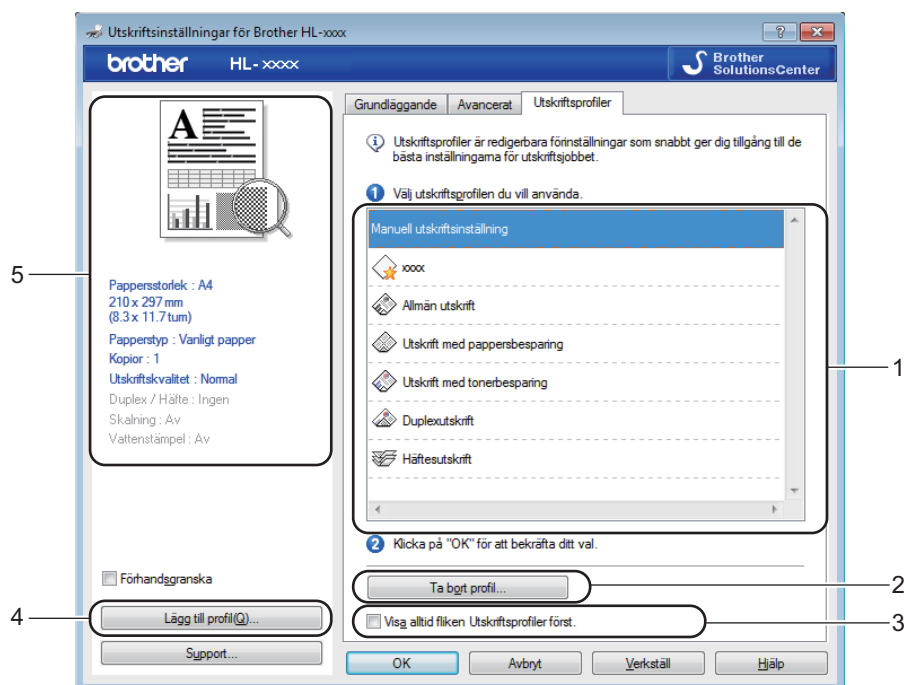 Utskriftsinställningar för Brother HL-xxxx
brother HL-xxxx
Brother
SolutionsCenter
A
Pappersstorlek : A4
210 x 297 mm
(8.3 x 11.7 tum)
Papperstyp : Vanligt papper
Kopior : 1
Utskriftskvalitet : Normal
Duplex / Häfte : Ingen
Skalning : Av
Vattenstämpel : Av
5
Förhandsgranska
4
Lägg till profil(Q)...
Support...
Grundläggande Avancerat Utskriftsprofiler
Utskriftsprofiler är redigerbara förinställningar som snabbt ger dig tillgång till de
bästa inställningarna för utskriftsjobbet.
1 Välj utskriftsprofilen du vill använda.
Manuell utskriftsinställning
xxxx
Allmän utskrift
Utskrift med pappersbesparing
Utskrift med tonerbesparing
Duplexutskrift
Häftesutskrift
1
2 Klicka på "OK" för att bekräfta ditt val.
Ta bort profil...
2
Visa alltid fliken Utskriftsprofiler först.
3
OK Avbryt Verkställ Hjälp